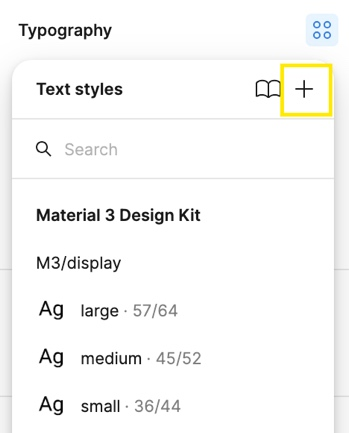 Typography
Text styles
Search
Material 3 Design Kit
M3/display
Ag large · 57/64
Ag medium · 45/52
Ag small · 36/44